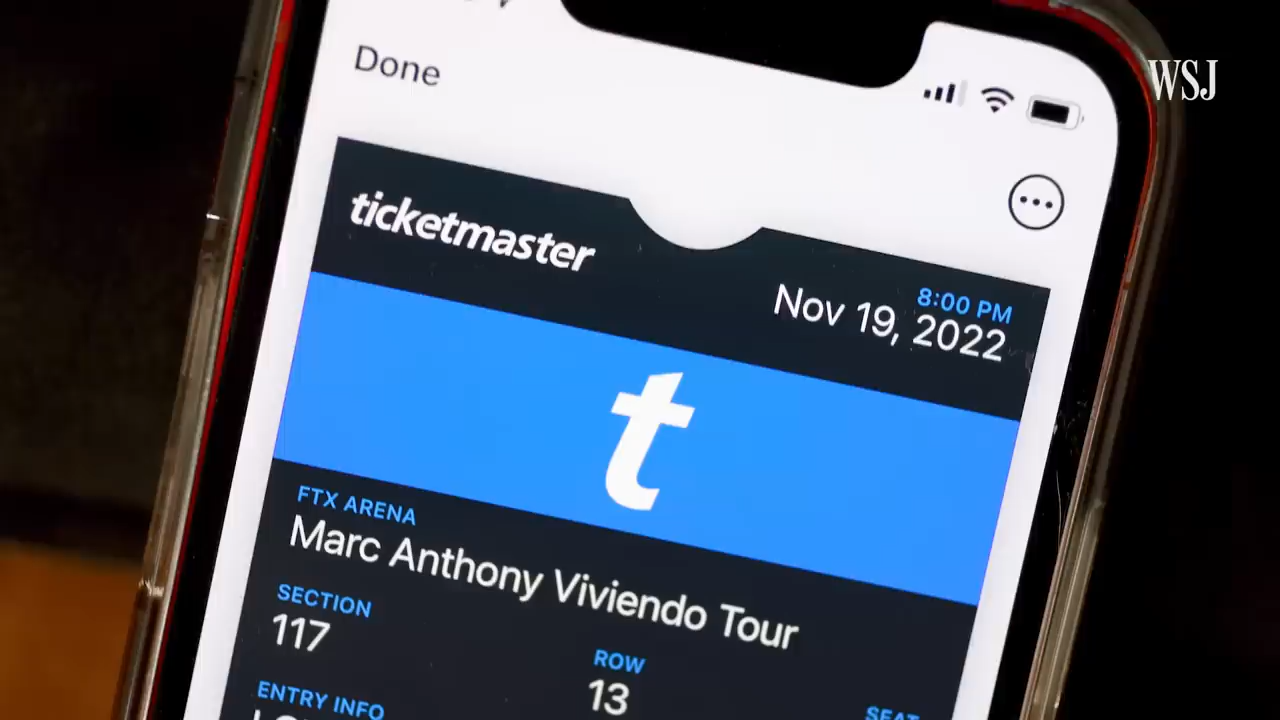 Done
WSJ
ticketmaster
8:00 PM
Nov 19, 2022
t
FTX ARENA
Marc Anthony Viviendo Tour
SECTION
117
ROW
13
ENTRY INFO
SEAT